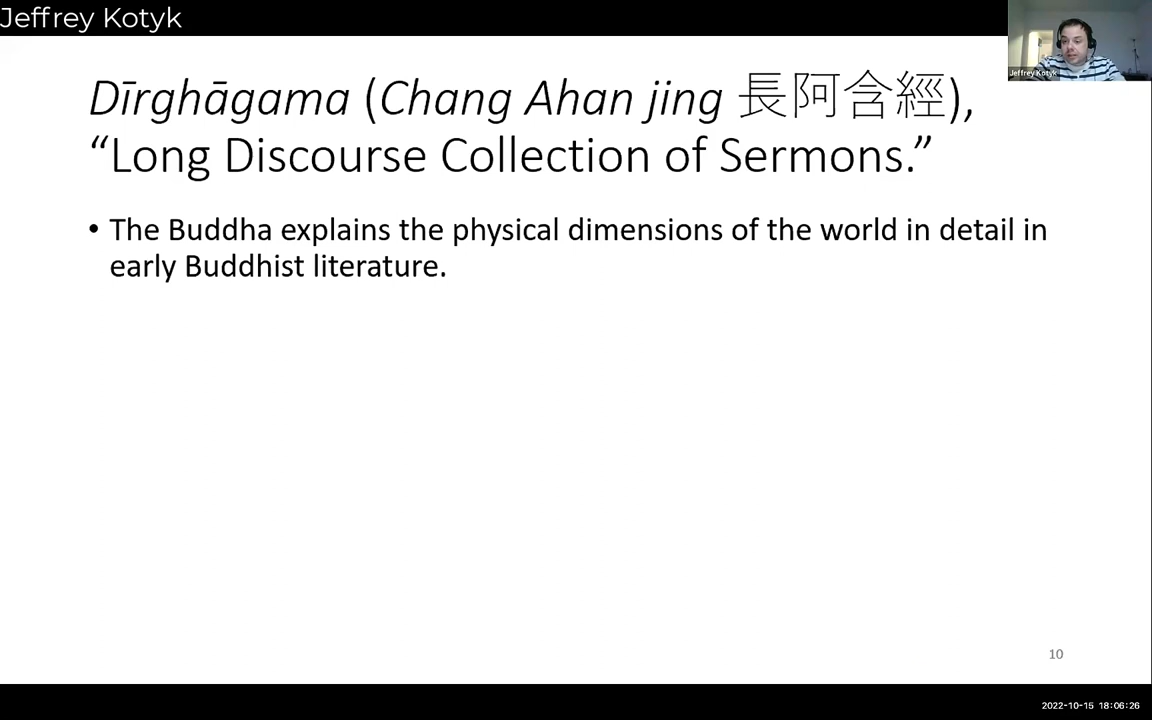 Jeffrey Kotyk
Jeffrey Kotyk
Dīrghāgama (Chang Ahan jing 長阿含經),
“Long Discourse Collection of Sermons.”
• The Buddha explains the physical dimensions of the world in detail in
early Buddhist literature.
10
2022-10-15 18:06:26